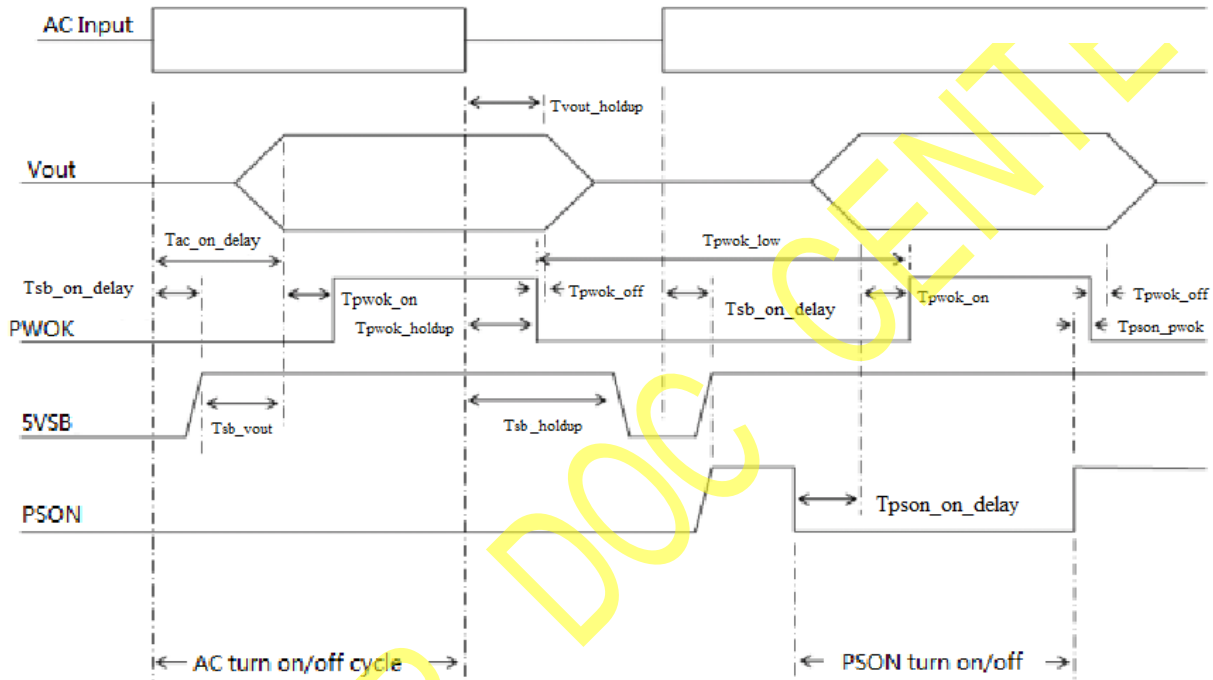 AC Input
Tvout_holdup
Vout
Tac_on_delay
Tpwok_low
Tsb_on_delay
Tpwok_on
Tpwok_off
Tsb_on_delay
Tpwok_on
Tpwok_off
PWOK
Tpwok_holdup
Tpson_pwok
5VSB
Tsb_vout
Tsb_holdup
PSON
Tpson_on_delay
AC turn on/off cycle
PSON turn on/off
DOC CENTE